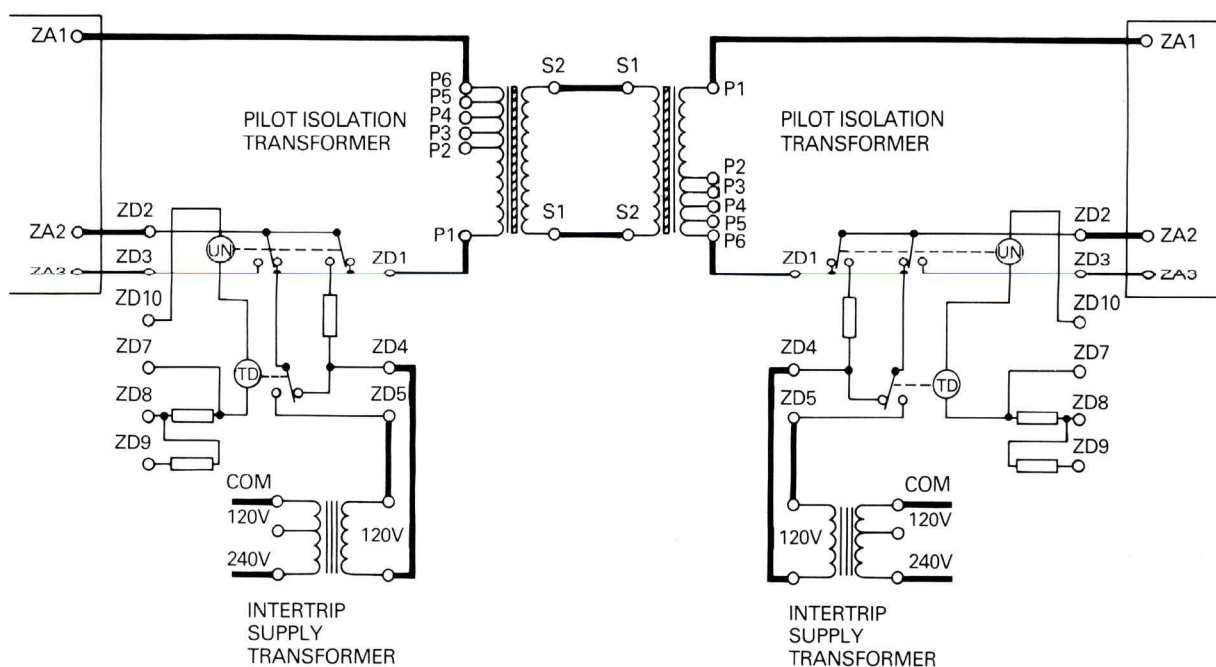 ZA1
ZA1
S2 S1
P6
P5
P4
P3
P2
P1
PILOT ISOLATION
TRANSFORMER
PILOT ISOLATION
TRANSFORMER
P1
P2
P3
P4
P5
P6
S1 S2
ZA2
ZD2
UN
ZD3
ZD1
ZA3
ZD10
ZD7
ZD4
TD
ZD8
ZD5
ZD9
COM
120V
120V
240V
INTERTRIP
SUPPLY
TRANSFORMER
ZD2
ZA2
ZD1
UN
ZD3
ZA3
ZD10
ZD4
ZD7
TD
ZD5
ZD8
ZD9
COM
120V
120V
240V
INTERTRIP
SUPPLY
TRANSFORMER